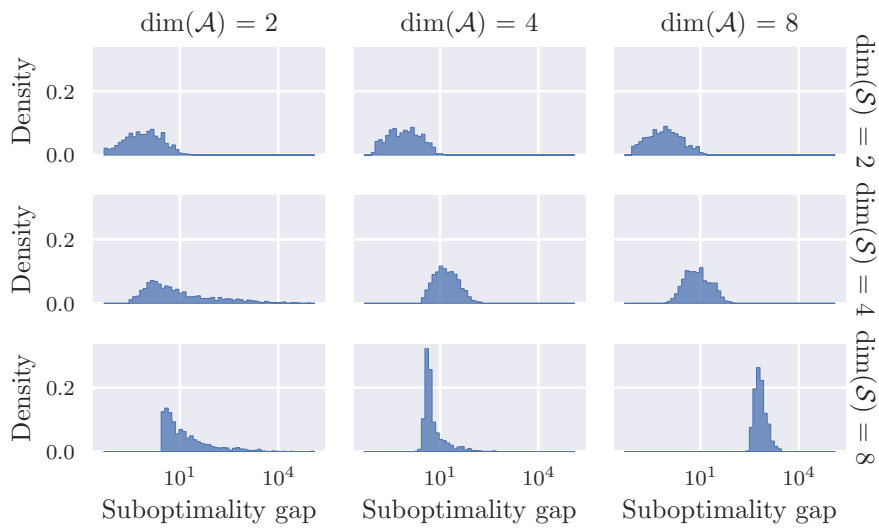 dim(𝒜) = 2
dim(𝒜) = 4
dim(𝒜) = 8
Density
0.2
0.0
dim(𝒮) = 2
Density
0.2
0.0
dim(𝒮) = 4
Density
0.2
0.0
dim(𝒮) = 8
10¹ 10⁴
10¹ 10⁴
10¹ 10⁴
Suboptimality gap
Suboptimality gap
Suboptimality gap